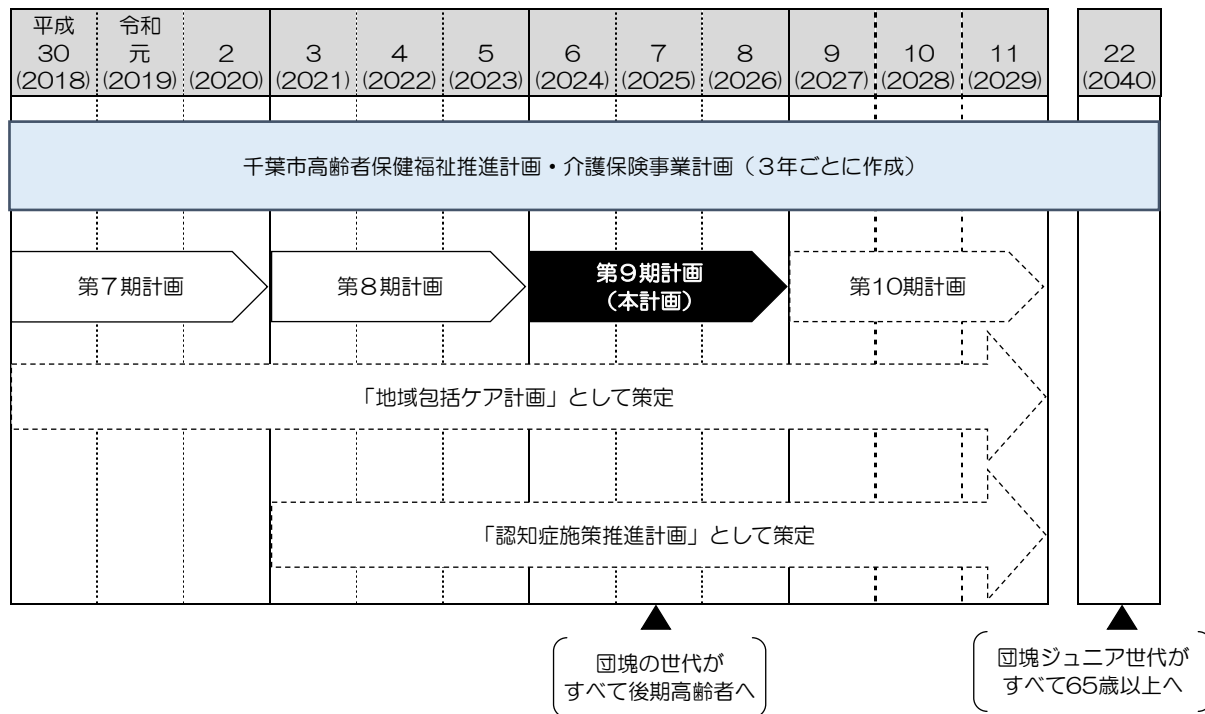 平成
30
(2018)
令和
元
(2019)
2
(2020)
3
(2021)
4
(2022)
5
(2023)
6
(2024)
7
(2025)
8
(2026)
9
(2027)
10
(2028)
11
(2029)
22
(2040)
千葉市高齢者保健福祉推進計画・介護保険事業計画（３年ごとに作成）
第７期計画
第８期計画
第９期計画
（本計画）
第10期計画
「地域包括ケア計画」として策定
「認知症施策推進計画」として策定
団塊の世代が
すべて後期高齢者へ
団塊ジュニア世代が
すべて65歳以上へ